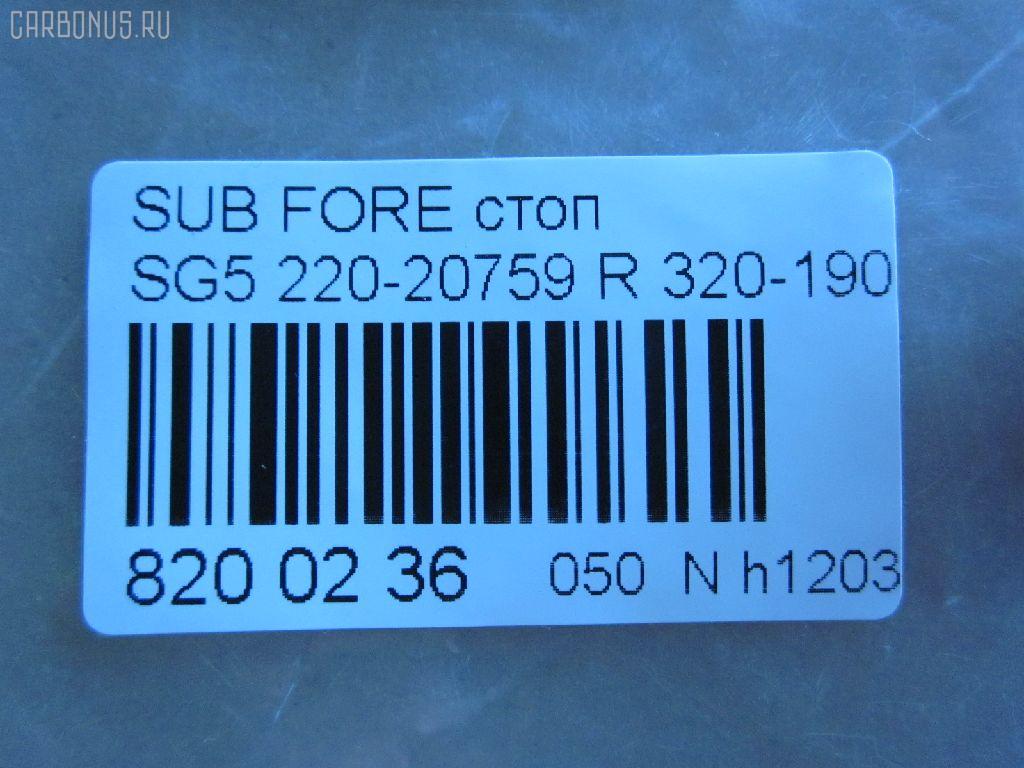 CARBONUS.RU
SUB FORE стоп
SG5 220-20759 R 320-190
820 02 36 050 N h1203